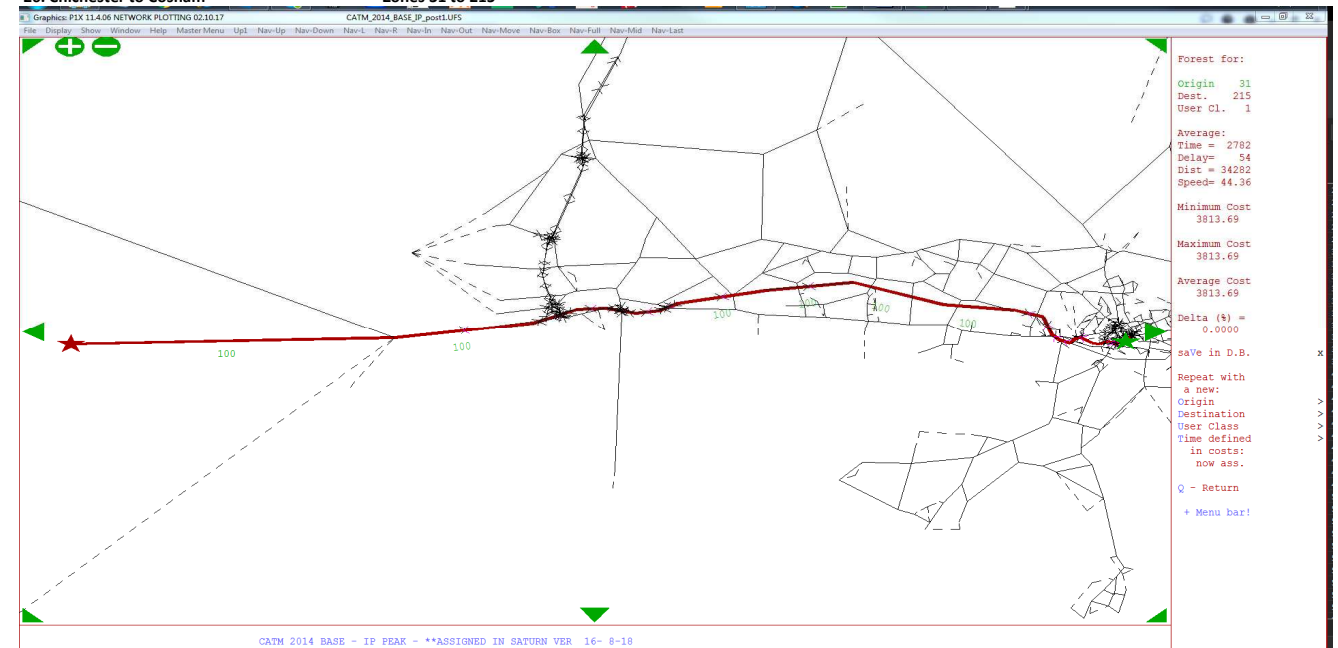 Graphics: P1X 11.4.06 NETWORK PLOTTING 02.10.17 CATM_2014_BASE_IP_post1.UFS
File Display Show Window Help Master Menu Up1 Nav-Up Nav-Down Nav-L Nav-R Nav-In Nav-Out Nav-Move Nav-Box Nav-Full Nav-Mid Nav-Last
Forest for:
Origin 31
Dest. 215
User Cl. 1
Average:
Time = 2782
Delay= 54
Dist = 34282
Speed= 44.36
Minimum Cost
3813.69
Maximum Cost
3813.69
Average Cost
3813.69
Delta (%) =
0.0000
saVe in D.B. x
Repeat with
a new:
Origin >
Destination >
User Class >
Time defined >
in costs:
now ass.
Q - Return
+ Menu bar!
100
100
100
100
100
100
CATM 2014 BASE - IP PEAK - **ASSIGNED IN SATURN VER 16- 8-18